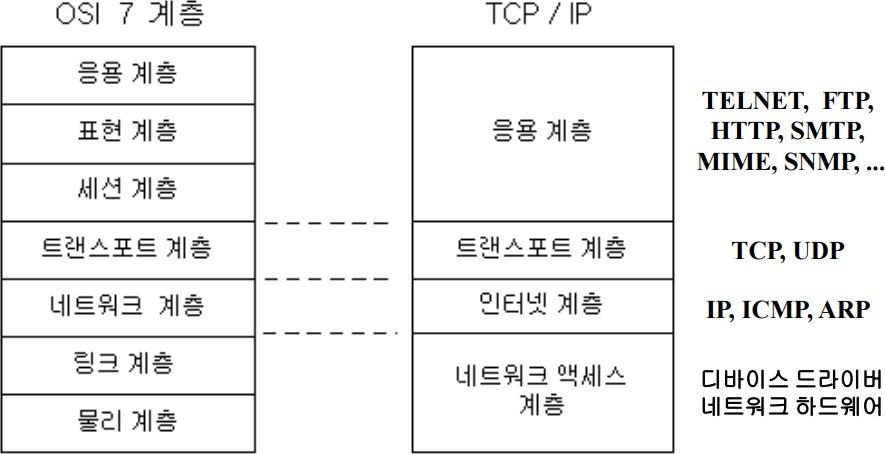 OSI 7 계층
응용 계층
표현 계층
세션 계층
트랜스포트 계층
네트워크 계층
링크 계층
물리 계층
TCP / IP
응용 계층
트랜스포트 계층
인터넷 계층
네트워크 액세스
계층
TELNET, FTP,
HTTP, SMTP,
MIME, SNMP, ...
TCP, UDP
IP, ICMP, ARP
디바이스 드라이버
네트워크 하드웨어